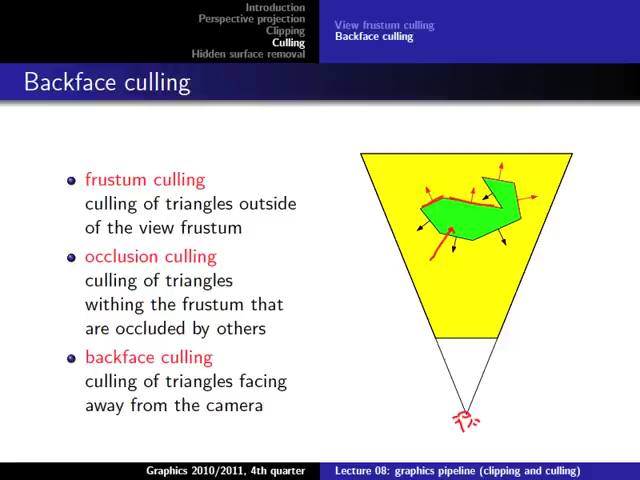 Introduction
Perspective projection
Clipping
Culling
Hidden surface removal
View frustum culling
Backface culling
Backface culling
frustum culling
culling of triangles outside
of the view frustum
occlusion culling
culling of triangles
withing the frustum that
are occluded by others
backface culling
culling of triangles facing
away from the camera
Graphics 2010/2011, 4th quarter
Lecture 08: graphics pipeline (clipping and culling)